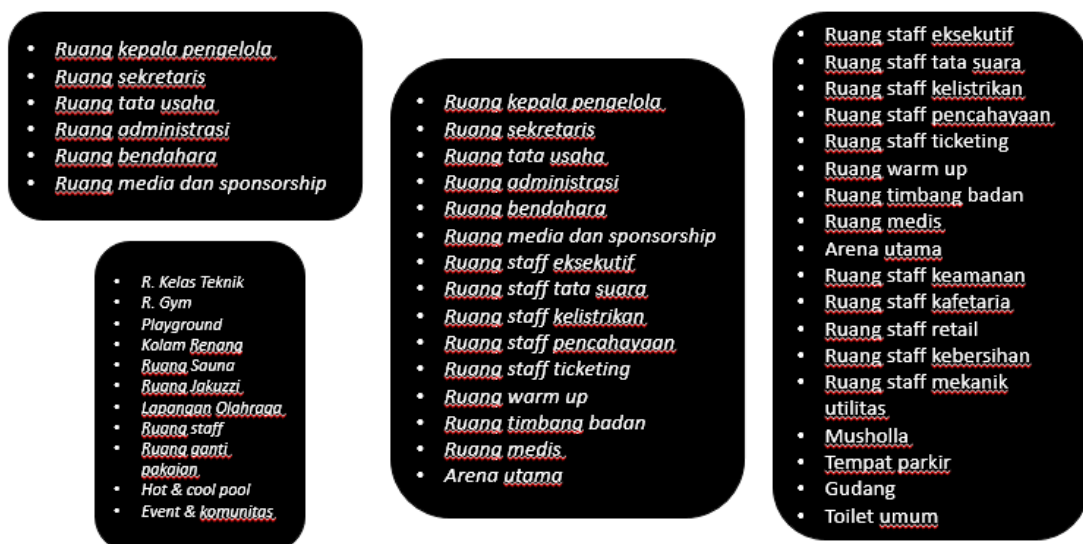 • Ruang kepala pengelola
• Ruang sekretaris
• Ruang tata usaha
• Ruang administrasi
• Ruang bendahara
• Ruang media dan sponsorship
• R. Kelas Teknik
• R. Gym
• Playground
• Kolam Renang
• Ruang Sauna
• Ruang Jakuzzi
• Lapangan Olahraga
• Ruang staff
• Ruang ganti
pakaian
• Hot & cool pool
• Event & komunitas
• Ruang kepala pengelola
• Ruang sekretaris
• Ruang tata usaha
• Ruang administrasi
• Ruang bendahara
• Ruang media dan sponsorship
• Ruang staff eksekutif
• Ruang staff tata suara
• Ruang staff kelistrikan
• Ruang staff pencahayaan
• Ruang staff ticketing
• Ruang warm up
• Ruang timbang badan
• Ruang medis
• Arena utama
• Ruang staff eksekutif
• Ruang staff tata suara
• Ruang staff kelistrikan
• Ruang staff pencahayaan
• Ruang staff ticketing
• Ruang warm up
• Ruang timbang badan
• Ruang medis
• Arena utama
• Ruang staff keamanan
• Ruang staff kafetaria
• Ruang staff retail
• Ruang staff kebersihan
• Ruang staff mekanik
utilitas
• Musholla
• Tempat parkir
• Gudang
• Toilet umum